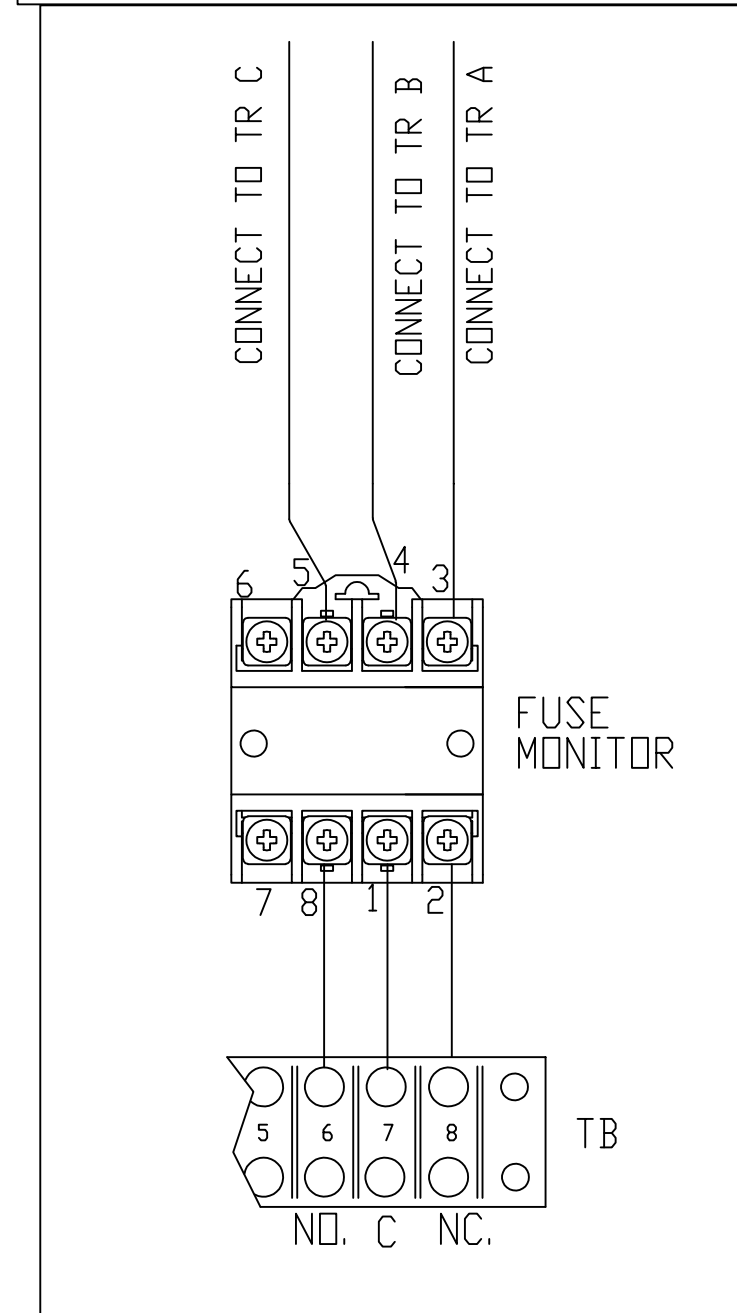 CONNECT TO TR C
CONNECT TO TR B
CONNECT TO TR A
6 5 4 3
FUSE
MONITOR
7 8 1 2
5 6 7 8
TB
NO. C NC.